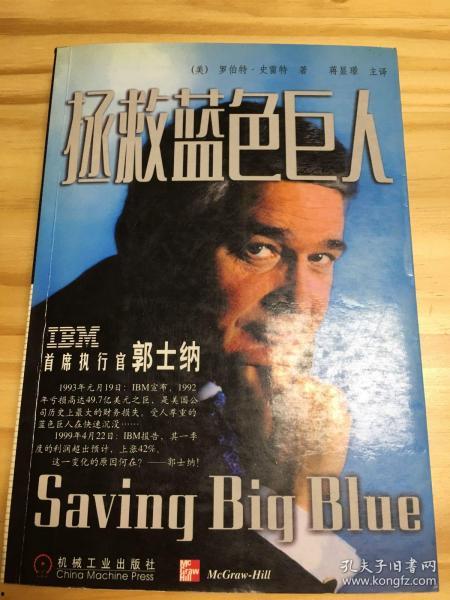 (美) 罗伯特·史雷特 著 蒋显璟 主译
拯救蓝色巨人
IBM
首席执行官 郭士纳
1993年元月19日：IBM宣布，1992
年亏损高达49.7亿美元之巨，是美国公
司历史上最大的财务损失，受人尊重的
蓝色巨人在快速沉没……
1999年4月22日：IBM报告，其一季
度的利润超出预计，上涨42%。
这一变化的原因何在？——郭士纳！
Saving Big Blue
机械工业出版社
China Machine Press
Mc
Graw
Hill
McGraw-Hill
孔夫子旧书网
www.kongfz.com